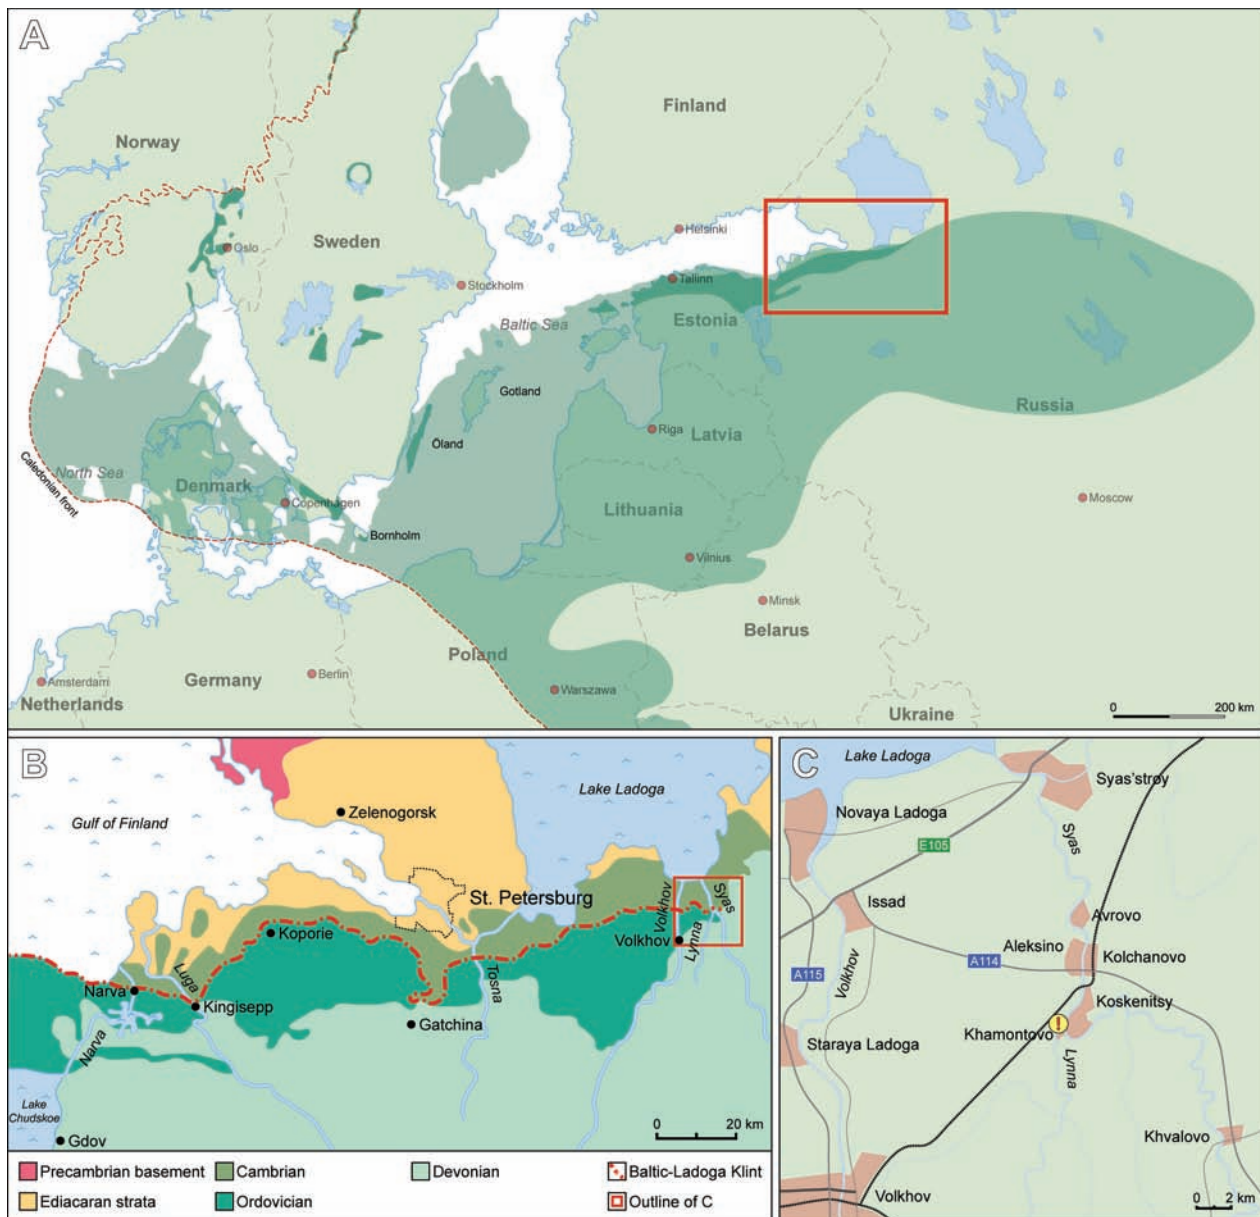 A
Norway
Finland
Oslo
Sweden
Helsinki
Stockholm
Tallinn
Baltic Sea
Estonia
Gotland
Russia
Riga
Latvia
Öland
North Sea
Caledonian front
Denmark
Copenhagen
Moscow
Lithuania
Bornholm
Vilnius
Minsk
Belarus
Poland
Berlin
Germany
Amsterdam
Netherlands
Warszawa
Ukraine
0 200 km
B
Lake Ladoga
Gulf of Finland
Zelenogorsk
St. Petersburg
Volkhov
Syas
Koporie
Volkhov
Lynna
Luga
Tosna
Narva
Kingisepp
Gatchina
Narva
Lake
Chudskoe
Gdov
0 20 km
Precambrian basement
Cambrian
Devonian
Baltic-Ladoga Klint
Ediacaran strata
Ordovician
Outline of C
C
Lake Ladoga
Syas'stroy
Novaya Ladoga
Syas
E105
Issad
Avrovo
Aleksino
Kolchanovo
A114
A115
Volkhov
Koskenitsy
!
Khamontovo
Staraya Ladoga
Lynna
Khvalovo
Volkhov
0 2 km